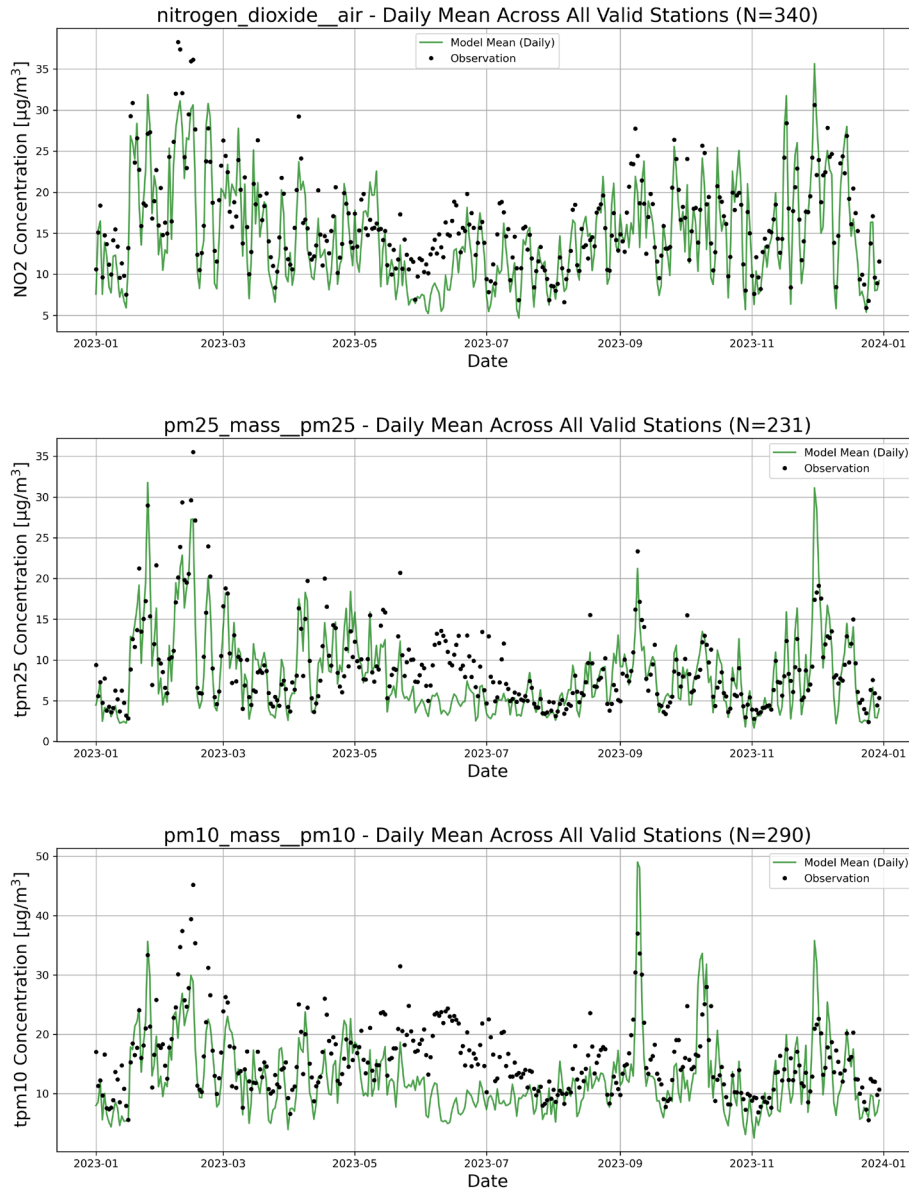 nitrogen_dioxide__air - Daily Mean Across All Valid Stations (N=340)
Model Mean (Daily)
Observation
NO2 Concentration [µg/m³]
35
30
25
20
15
10
5
2023-01 2023-03 2023-05 2023-07 2023-09 2023-11 2024-01
Date
pm25_mass__pm25 - Daily Mean Across All Valid Stations (N=231)
Model Mean (Daily)
Observation
tpm25 Concentration [µg/m³]
35
30
25
20
15
10
5
0
2023-01 2023-03 2023-05 2023-07 2023-09 2023-11 2024-01
Date
pm10_mass__pm10 - Daily Mean Across All Valid Stations (N=290)
Model Mean (Daily)
Observation
tpm10 Concentration [µg/m³]
50
40
30
20
10
2023-01 2023-03 2023-05 2023-07 2023-09 2023-11 2024-01
Date